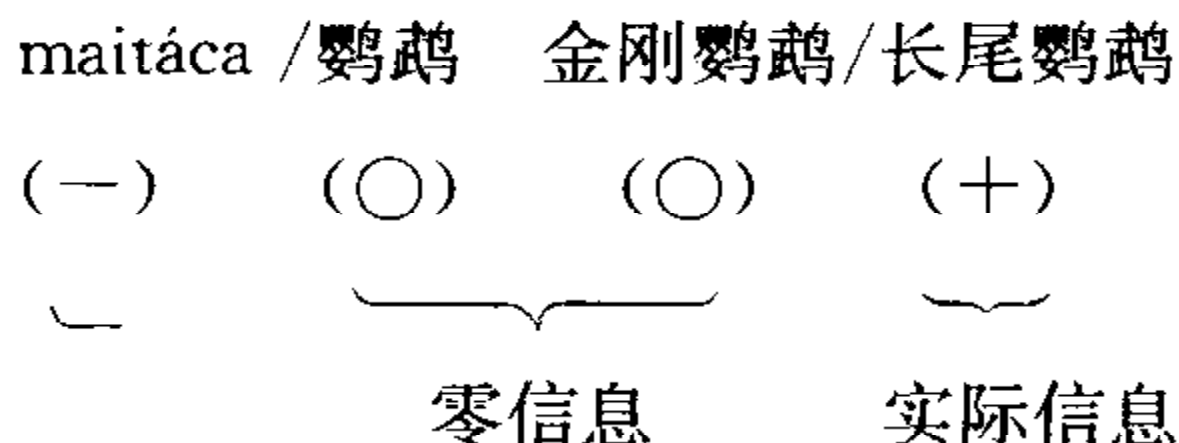 maitáca /鹦鹉 金刚鹦鹉/长尾鹦鹉
(一) (○) (○) (+)
零信息 实际信息